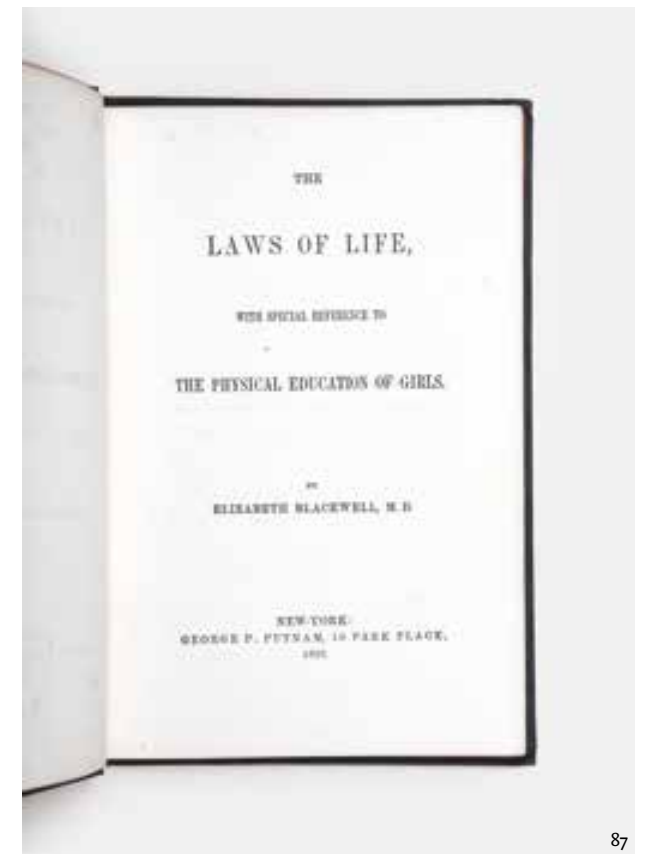 THE
LAWS OF LIFE,
WITH SPECIAL REFERENCE TO
THE PHYSICAL EDUCATION OF GIRLS.
BY
ELIZABETH BLACKWELL, M.D.
NEW-YORK:
GEORGE P. PUTNAM, 10 PARK PLACE,
87